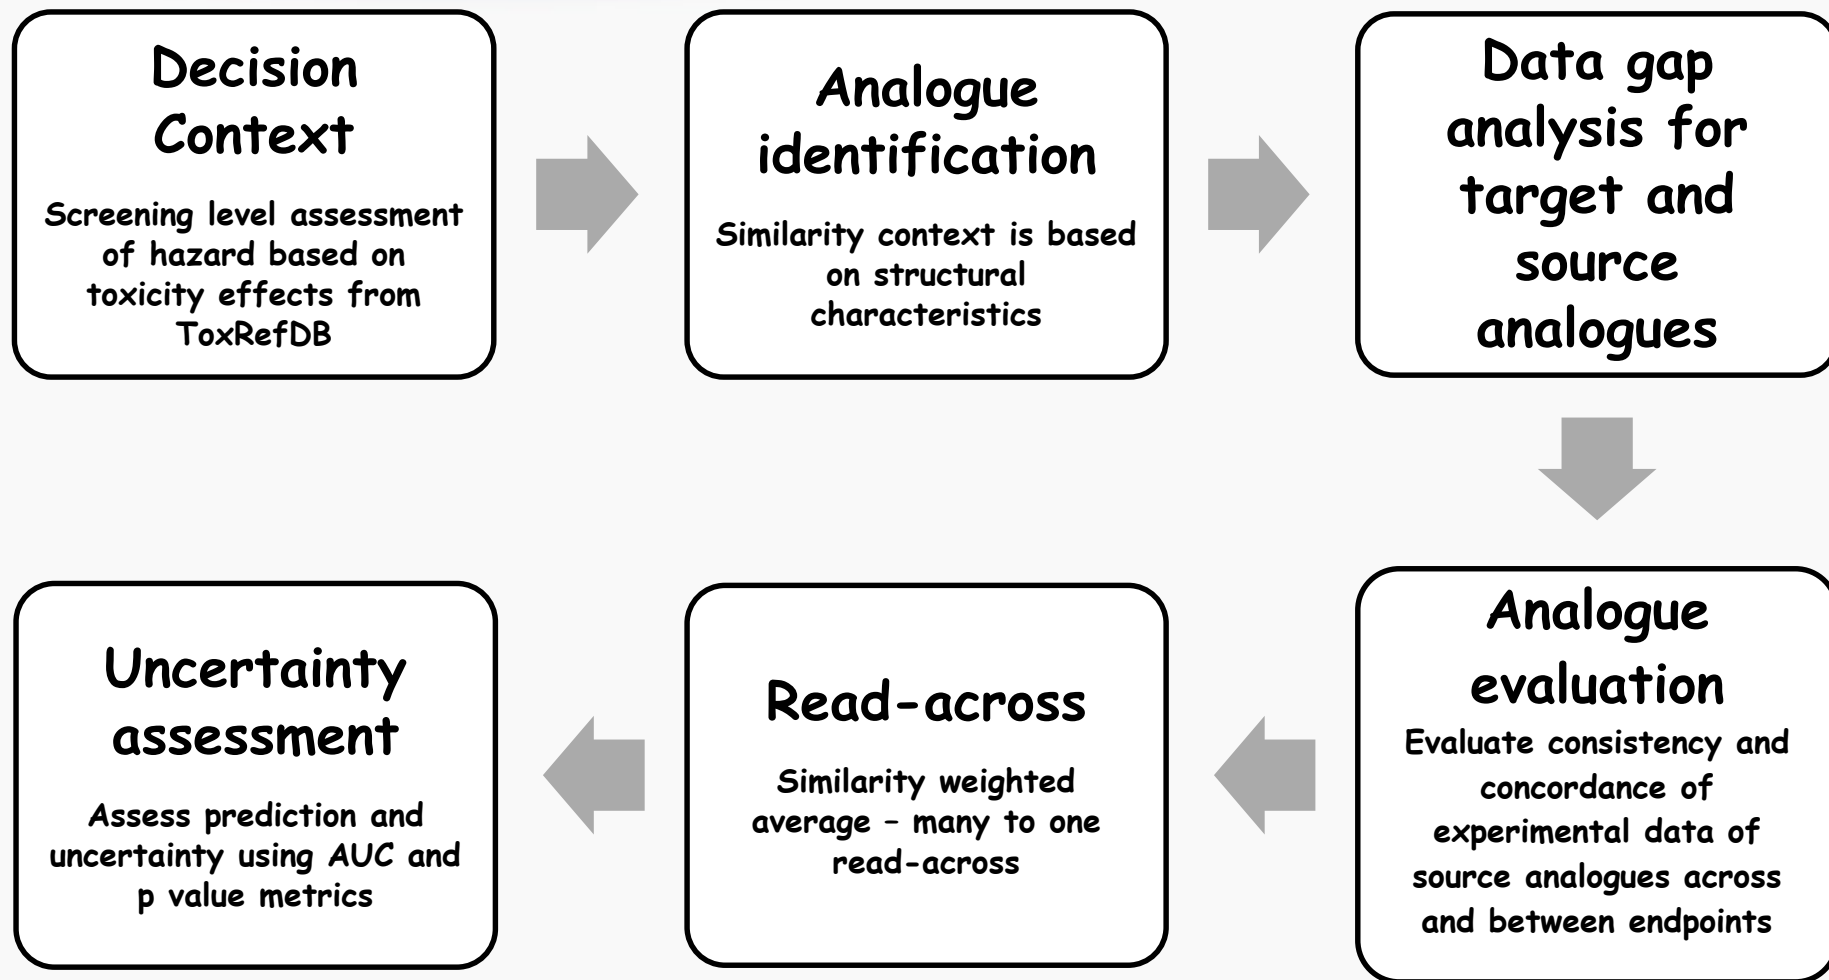 Decision
Context
Screening level assessment
of hazard based on
toxicity effects from
ToxRefDB
Analogue
identification
Similarity context is based
on structural
characteristics
Data gap
analysis for
target and
source
analogues
Analogue
evaluation
Evaluate consistency and
concordance of
experimental data of
source analogues across
and between endpoints
Read-across
Similarity weighted
average – many to one
read-across
Uncertainty
assessment
Assess prediction and
uncertainty using AUC and
p value metrics